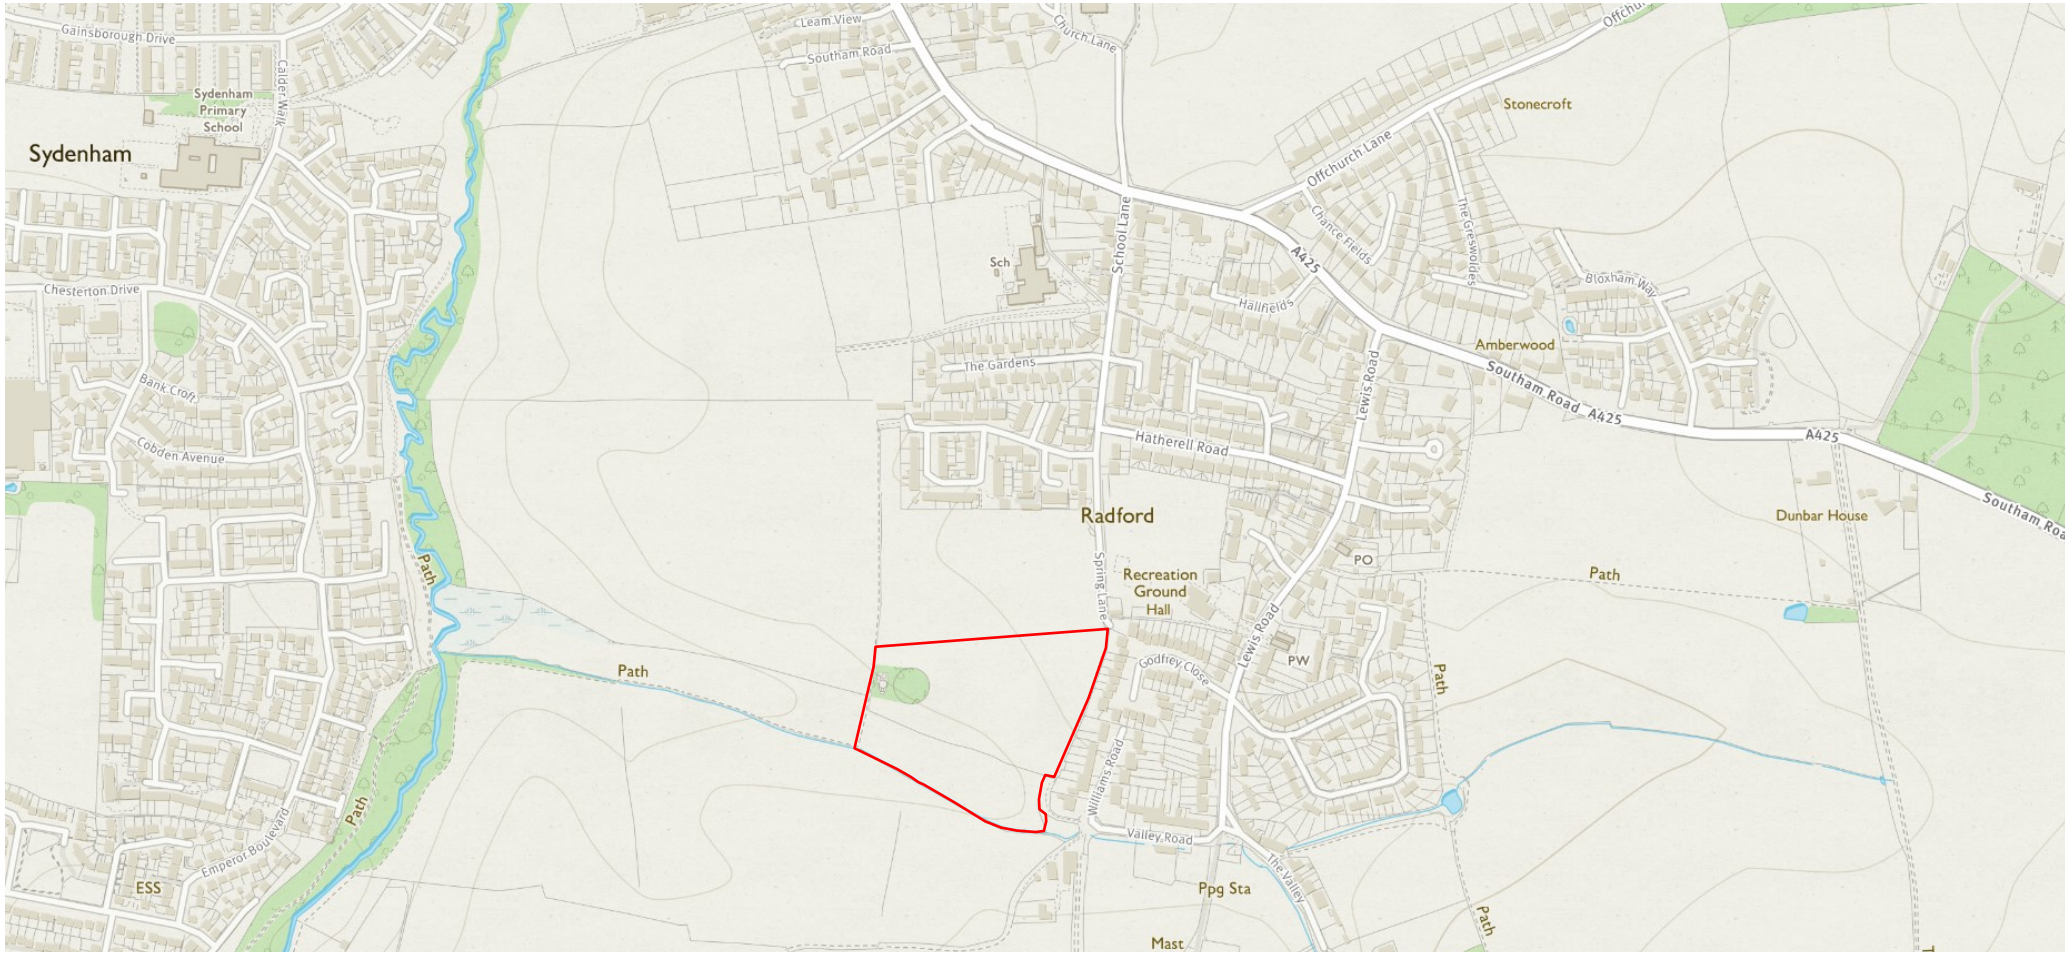 Gainsborough Drive
Calder Walk
Sydenham
Primary
School
Sydenham
Leam View
Southam Road
Church Lane
Offchur
Stonecroft
Offchurch Lane
School Lane
Sch
A425
Chance Fields
The Greswoldes
Hallfields
Bloxham Way
Amberwood
Chesterton Drive
Bank Croft
Cobden Avenue
The Gardens
Lewis Road
Southam Road A425
A425
Hatherell Road
Southam Roa
Dunbar House
Radford
Path
Spring Lane
Recreation
Ground
Hall
PO
Path
Lewis Road
PW
Godfrey Close
Path
Path
Williams Road
Valley Road
The Valley
Path
Emperor Boulevard
ESS
Ppg Sta
Path
Mast
T